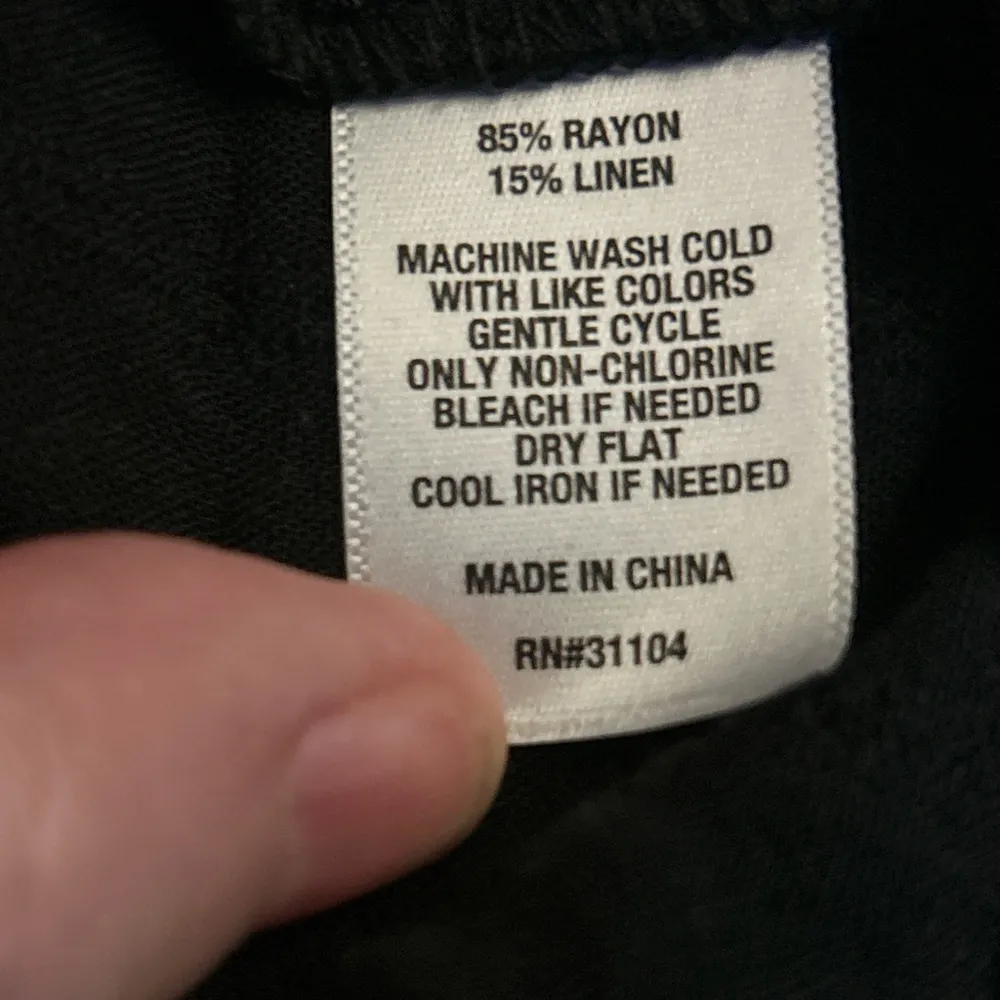 85% RAYON
15% LINEN
MACHINE WASH COLD
WITH LIKE COLORS
GENTLE CYCLE
ONLY NON-CHLORINE
BLEACH IF NEEDED
DRY FLAT
COOL IRON IF NEEDED
MADE IN CHINA
RN#31104